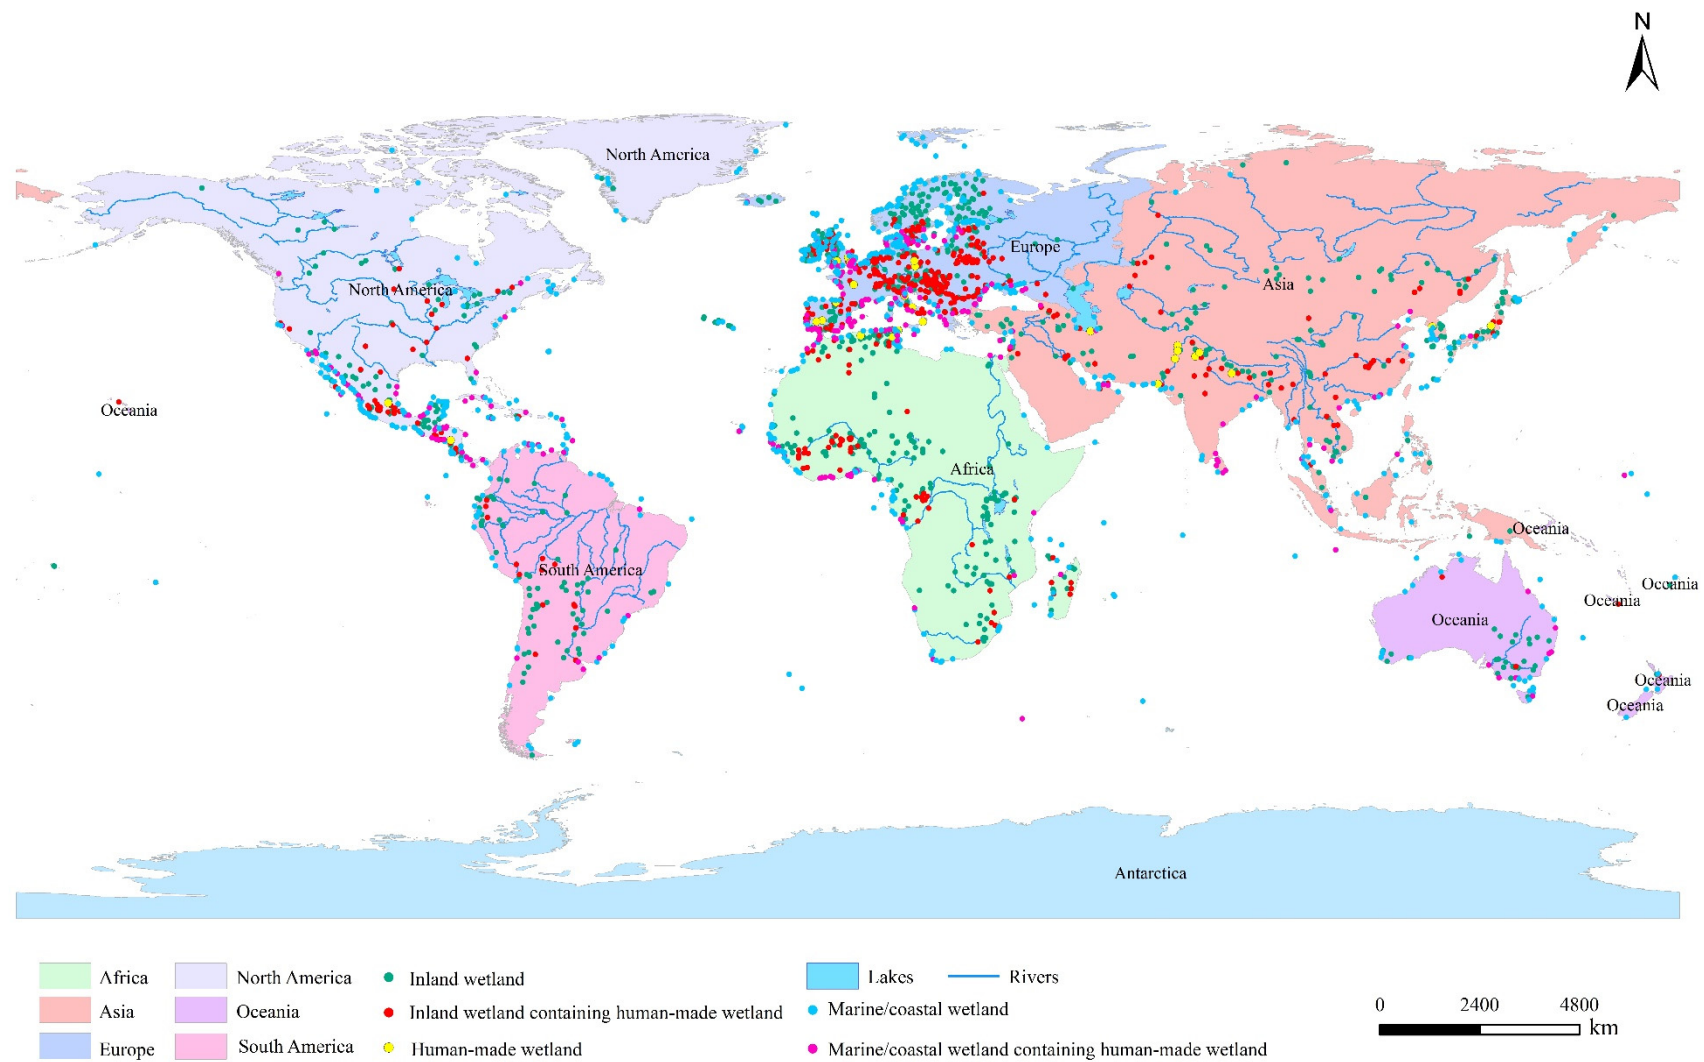 N
North America
Europe
Asia
North America
Oceania
Africa
Oceania
South America
Oceania
Oceania
Oceania
Oceania
Oceania
Antarctica
Africa
North America
Inland wetland
Lakes
Rivers
Asia
Oceania
Inland wetland containing human-made wetland
Marine/coastal wetland
0 2400 4800
km
Europe
South America
Human-made wetland
Marine/coastal wetland containing human-made wetland